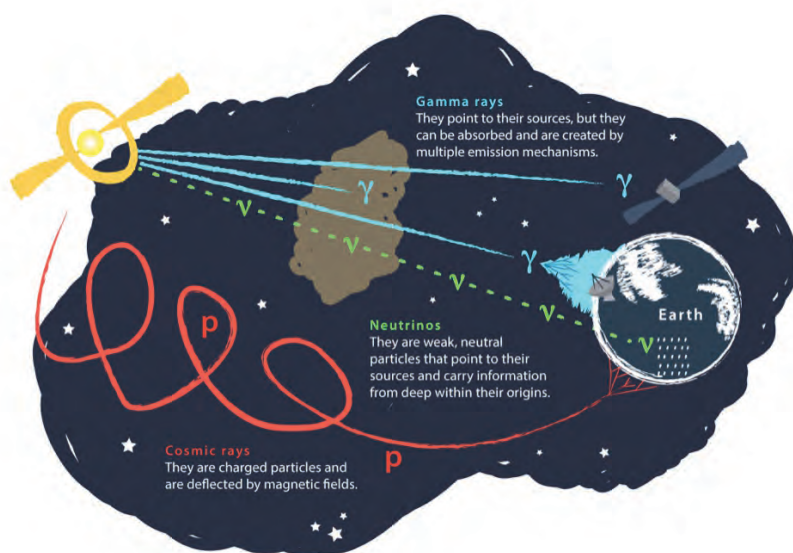 Gamma rays
They point to their sources, but they
can be absorbed and are created by
multiple emission mechanisms.
γ
γ
ν
ν
γ
ν
ν
Earth
ν
p
Neutrinos
They are weak, neutral
particles that point to their
sources and carry information
from deep within their origins.
Cosmic rays
They are charged particles and
are deflected by magnetic fields.
p